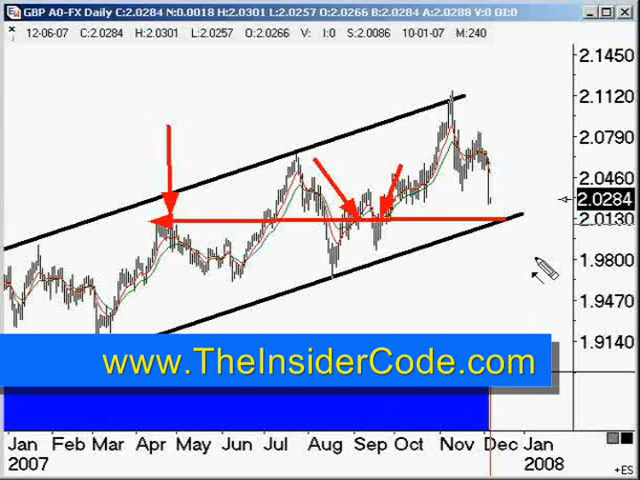 GBP A0-FX Daily C:2.0284 N:0.0018 H:2.0301 L:2.0257 O:2.0266 B:2.0284 A:2.0288 V:0 OI:0
12-06-07 C:2.0284 H:2.0301 L:2.0257 O:2.0266 V: I:0 S:2.0086 10-01-07 M:240
2.1450
2.1120
2.0790
2.0460
2.0284
2.0130
1.9800
1.9470
1.9140
www.TheInsiderCode.com
Jan Feb Mar Apr May Jun Jul Aug Sep Oct Nov Dec Jan
2007 2008
+ES